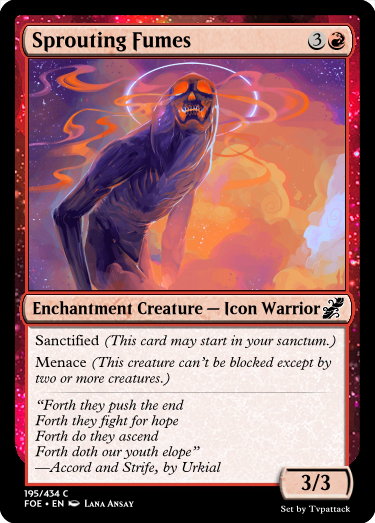 Sprouting Fumes 3
Enchantment Creature — Icon Warrior
Sanctified (This card may start in your sanctum.)
Menace (This creature can't be blocked except by
two or more creatures.)
“Forth they push the end
Forth they fight for hope
Forth do they ascend
Forth doth our youth elope”
—Accord and Strife, by Urkial
3/3
195/434 C
FOE • EN Lana Ansay
Set by Tvpattack